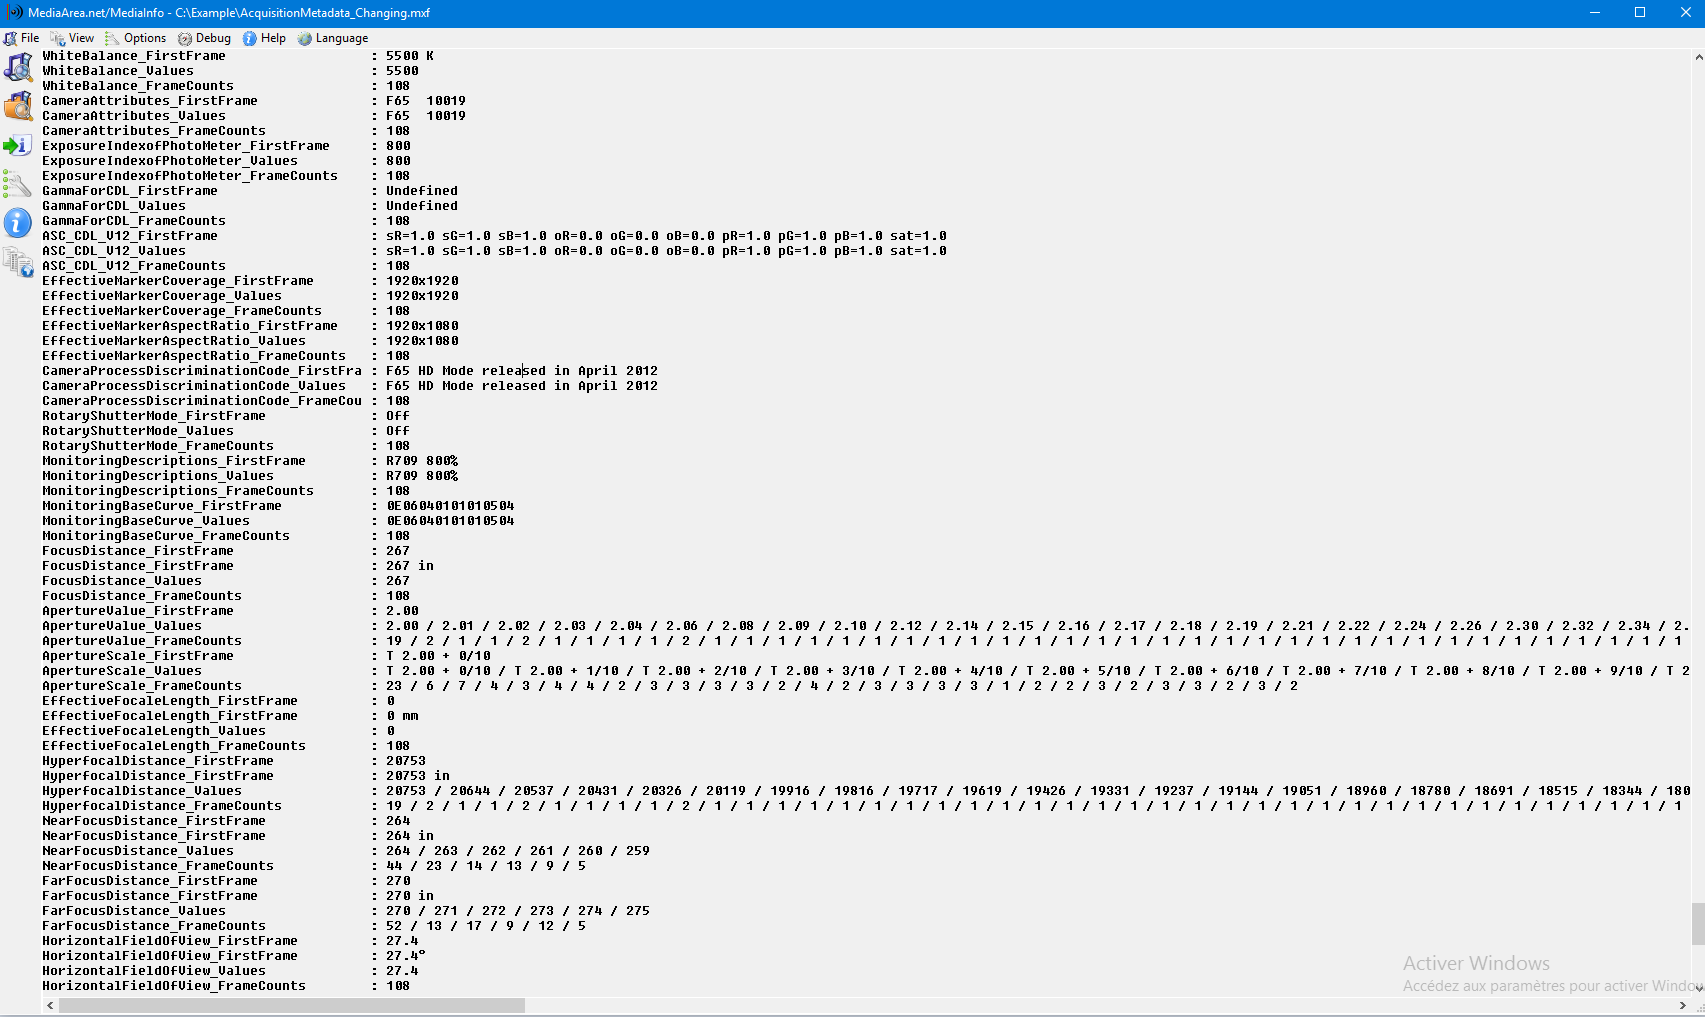 MediaArea.net/MediaInfo - C:\Example\AcquisitionMetadata_Changing.mxf
File View Options Debug Help Language
WhiteBalance_FirstFrame : 5500 K
WhiteBalance_Values : 5500
WhiteBalance_FrameCounts : 108
CameraAttributes_FirstFrame : F65  10019
CameraAttributes_Values : F65  10019
CameraAttributes_FrameCounts : 108
ExposureIndexofPhotoMeter_FirstFrame : 800
ExposureIndexofPhotoMeter_Values : 800
ExposureIndexofPhotoMeter_FrameCounts : 108
GammaForCDL_FirstFrame : Undefined
GammaForCDL_Values : Undefined
GammaForCDL_FrameCounts : 108
ASC_CDL_V12_FirstFrame : sR=1.0 sG=1.0 sB=1.0 oR=0.0 oG=0.0 oB=0.0 pR=1.0 pG=1.0 pB=1.0 sat=1.0
ASC_CDL_V12_Values : sR=1.0 sG=1.0 sB=1.0 oR=0.0 oG=0.0 oB=0.0 pR=1.0 pG=1.0 pB=1.0 sat=1.0
ASC_CDL_V12_FrameCounts : 108
EffectiveMarkerCoverage_FirstFrame : 1920x1920
EffectiveMarkerCoverage_Values : 1920x1920
EffectiveMarkerCoverage_FrameCounts : 108
EffectiveMarkerAspectRatio_FirstFrame : 1920x1080
EffectiveMarkerAspectRatio_Values : 1920x1080
EffectiveMarkerAspectRatio_FrameCounts : 108
CameraProcessDiscriminationCode_FirstFra : F65 HD Mode released in April 2012
CameraProcessDiscriminationCode_Values : F65 HD Mode released in April 2012
CameraProcessDiscriminationCode_FrameCou : 108
RotaryShutterMode_FirstFrame : Off
RotaryShutterMode_Values : Off
RotaryShutterMode_FrameCounts : 108
MonitoringDescriptions_FirstFrame : R709 800%
MonitoringDescriptions_Values : R709 800%
MonitoringDescriptions_FrameCounts : 108
MonitoringBaseCurve_FirstFrame : 0E06040101010504
MonitoringBaseCurve_Values : 0E06040101010504
MonitoringBaseCurve_FrameCounts : 108
FocusDistance_FirstFrame : 267
FocusDistance_FirstFrame : 267 in
FocusDistance_Values : 267
FocusDistance_FrameCounts : 108
ApertureValue_FirstFrame : 2.00
ApertureValue_Values : 2.00 / 2.01 / 2.02 / 2.03 / 2.04 / 2.06 / 2.08 / 2.09 / 2.10 / 2.12 / 2.14 / 2.15 / 2.16 / 2.17 / 2.18 / 2.19 / 2.21 / 2.22 / 2.24 / 2.26 / 2.30 / 2.32 / 2.34 / 2.
ApertureValue_FrameCounts : 19 / 2 / 1 / 1 / 2 / 1 / 1 / 1 / 1 / 2 / 1 / 1 / 1 / 1 / 1 / 1 / 1 / 1 / 1 / 1 / 1 / 1 / 1 / 1 / 1 / 1 / 1 / 1 / 1 / 1 / 1 / 1 / 1 / 1 / 1 / 1 / 1 / 1 / 1 / 1 / 1
ApertureScale_FirstFrame : T 2.00 + 0/10
ApertureScale_Values : T 2.00 + 0/10 / T 2.00 + 1/10 / T 2.00 + 2/10 / T 2.00 + 3/10 / T 2.00 + 4/10 / T 2.00 + 5/10 / T 2.00 + 6/10 / T 2.00 + 7/10 / T 2.00 + 8/10 / T 2.00 + 9/10 / T 2
ApertureScale_FrameCounts : 23 / 6 / 7 / 4 / 3 / 4 / 4 / 2 / 3 / 3 / 3 / 3 / 2 / 4 / 2 / 3 / 3 / 3 / 3 / 1 / 2 / 2 / 3 / 2 / 3 / 3 / 2 / 3 / 2
EffectiveFocaleLength_FirstFrame : 0
EffectiveFocaleLength_FirstFrame : 0 mm
EffectiveFocaleLength_Values : 0
EffectiveFocaleLength_FrameCounts : 108
HyperfocalDistance_FirstFrame : 20753
HyperfocalDistance_FirstFrame : 20753 in
HyperfocalDistance_Values : 20753 / 20644 / 20537 / 20431 / 20326 / 20119 / 19916 / 19816 / 19717 / 19619 / 19426 / 19331 / 19237 / 19144 / 19051 / 18960 / 18780 / 18691 / 18515 / 18344 / 180
HyperfocalDistance_FrameCounts : 19 / 2 / 1 / 1 / 2 / 1 / 1 / 1 / 1 / 2 / 1 / 1 / 1 / 1 / 1 / 1 / 1 / 1 / 1 / 1 / 1 / 1 / 1 / 1 / 1 / 1 / 1 / 1 / 1 / 1 / 1 / 1 / 1 / 1 / 1 / 1 / 1 / 1 / 1 / 1 / 1
NearFocusDistance_FirstFrame : 264
NearFocusDistance_FirstFrame : 264 in
NearFocusDistance_Values : 264 / 263 / 262 / 261 / 260 / 259
NearFocusDistance_FrameCounts : 44 / 23 / 14 / 13 / 9 / 5
FarFocusDistance_FirstFrame : 270
FarFocusDistance_FirstFrame : 270 in
FarFocusDistance_Values : 270 / 271 / 272 / 273 / 274 / 275
FarFocusDistance_FrameCounts : 52 / 13 / 17 / 9 / 12 / 5
HorizontalFieldOfView_FirstFrame : 27.4
HorizontalFieldOfView_FirstFrame : 27.4°
HorizontalFieldOfView_Values : 27.4
HorizontalFieldOfView_FrameCounts : 108
Activer Windows
Accédez aux paramètres pour activer Windo